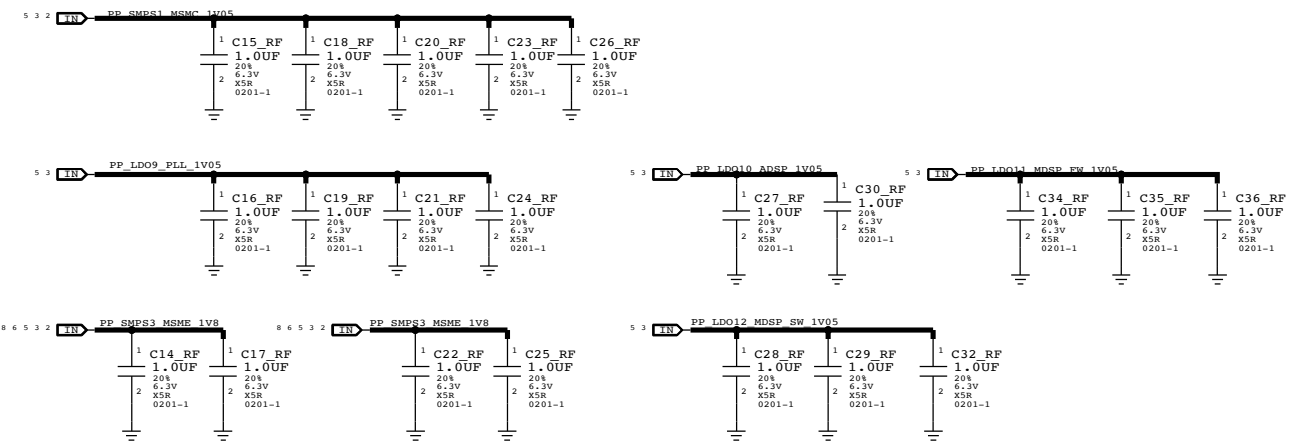 5 3 2 IN PP_SMPS1_MSMC_1V05
1 C15_RF 1.0UF 20% 6.3V X5R 0201-1 2
1 C18_RF 1.0UF 20% 6.3V X5R 0201-1 2
1 C20_RF 1.0UF 20% 6.3V X5R 0201-1 2
1 C23_RF 1.0UF 20% 6.3V X5R 0201-1 2
1 C26_RF 1.0UF 20% 6.3V X5R 0201-1 2
5 3 IN PP_LDO9_PLL_1V05
1 C16_RF 1.0UF 20% 6.3V X5R 0201-1 2
1 C19_RF 1.0UF 20% 6.3V X5R 0201-1 2
1 C21_RF 1.0UF 20% 6.3V X5R 0201-1 2
1 C24_RF 1.0UF 20% 6.3V X5R 0201-1 2
5 3 IN PP_LDO10_ADSP_1V05
1 C27_RF 1.0UF 20% 6.3V X5R 0201-1 2
1 C30_RF 1.0UF 20% 6.3V X5R 0201-1 2
5 3 IN PP_LDO11_MDSP_FW_1V05
1 C34_RF 1.0UF 20% 6.3V X5R 0201-1 2
1 C35_RF 1.0UF 20% 6.3V X5R 0201-1 2
1 C36_RF 1.0UF 20% 6.3V X5R 0201-1 2
8 6 5 3 2 IN PP_SMPS3_MSME_1V8
1 C14_RF 1.0UF 20% 6.3V X5R 0201-1 2
1 C17_RF 1.0UF 20% 6.3V X5R 0201-1 2
8 6 5 3 2 IN PP_SMPS3_MSME_1V8
1 C22_RF 1.0UF 20% 6.3V X5R 0201-1 2
1 C25_RF 1.0UF 20% 6.3V X5R 0201-1 2
5 3 IN PP_LDO12_MDSP_SW_1V05
1 C28_RF 1.0UF 20% 6.3V X5R 0201-1 2
1 C29_RF 1.0UF 20% 6.3V X5R 0201-1 2
1 C32_RF 1.0UF 20% 6.3V X5R 0201-1 2